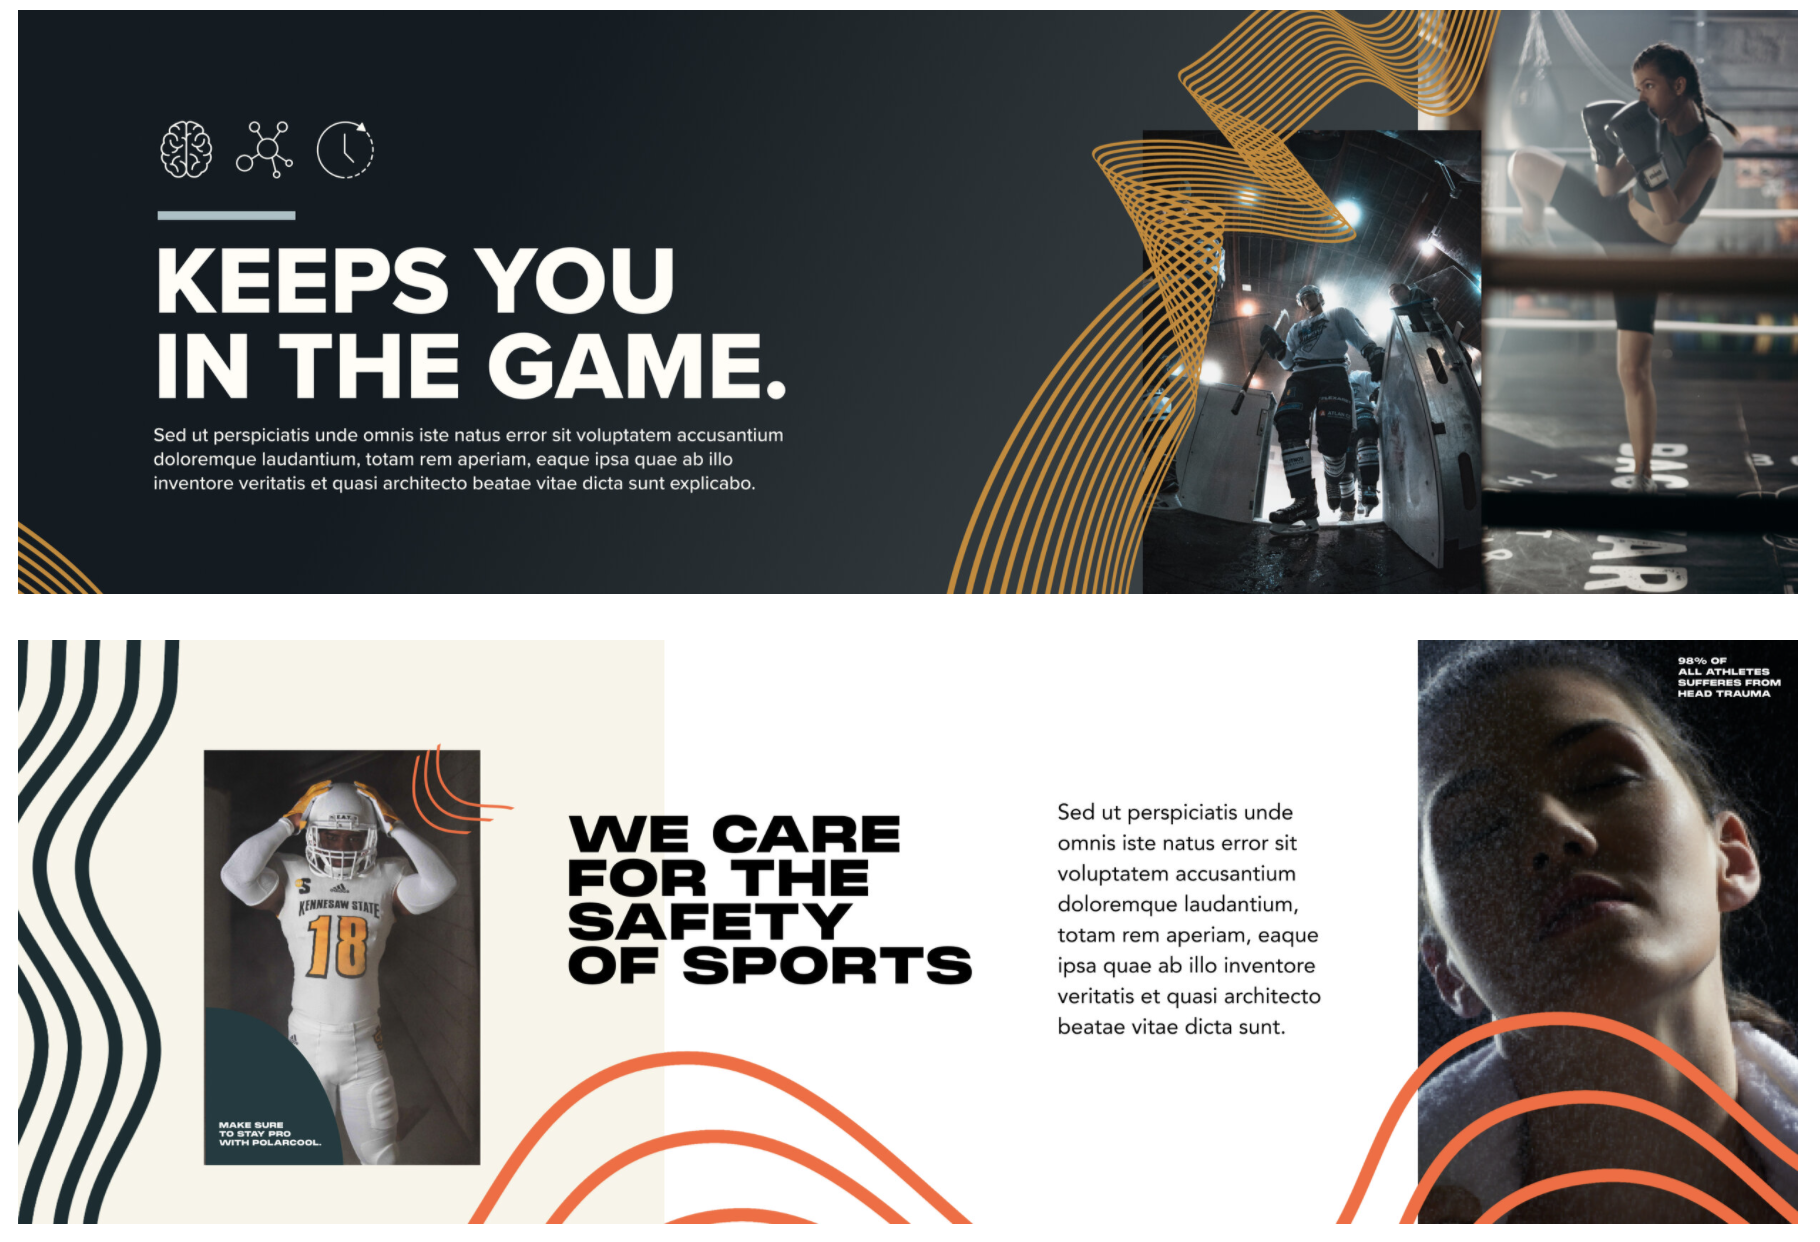 KEEPS YOU
IN THE GAME.
Sed ut perspiciatis unde omnis iste natus error sit voluptatem accusantium
doloremque laudantium, totam rem aperiam, eaque ipsa quae ab illo
inventore veritatis et quasi architecto beatae vitae dicta sunt explicabo.
BAG
AR
KENNESAW STATE
18
MAKE SURE
TO STAY PRO
WITH POLARCOOL.
WE CARE
FOR THE
SAFETY
OF SPORTS
Sed ut perspiciatis unde
omnis iste natus error sit
voluptatem accusantium
doloremque laudantium,
totam rem aperiam, eaque
ipsa quae ab illo inventore
veritatis et quasi architecto
beatae vitae dicta sunt.
98% OF
ALL ATHLETES
SUFFERES FROM
HEAD TRAUMA